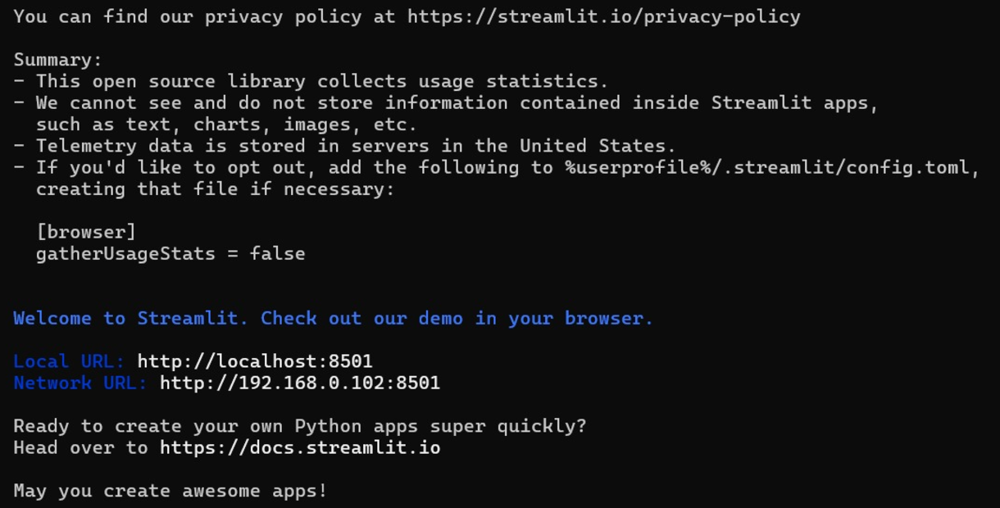 You can find our privacy policy at https://streamlit.io/privacy-policy
Summary:
- This open source library collects usage statistics.
- We cannot see and do not store information contained inside Streamlit apps,
such as text, charts, images, etc.
- Telemetry data is stored in servers in the United States.
- If you'd like to opt out, add the following to %userprofile%/.streamlit/config.toml,
creating that file if necessary:
[browser]
gatherUsageStats = false
Welcome to Streamlit. Check out our demo in your browser.
Local URL: http://localhost:8501
Network URL: http://192.168.0.102:8501
Ready to create your own Python apps super quickly?
Head over to https://docs.streamlit.io
May you create awesome apps!